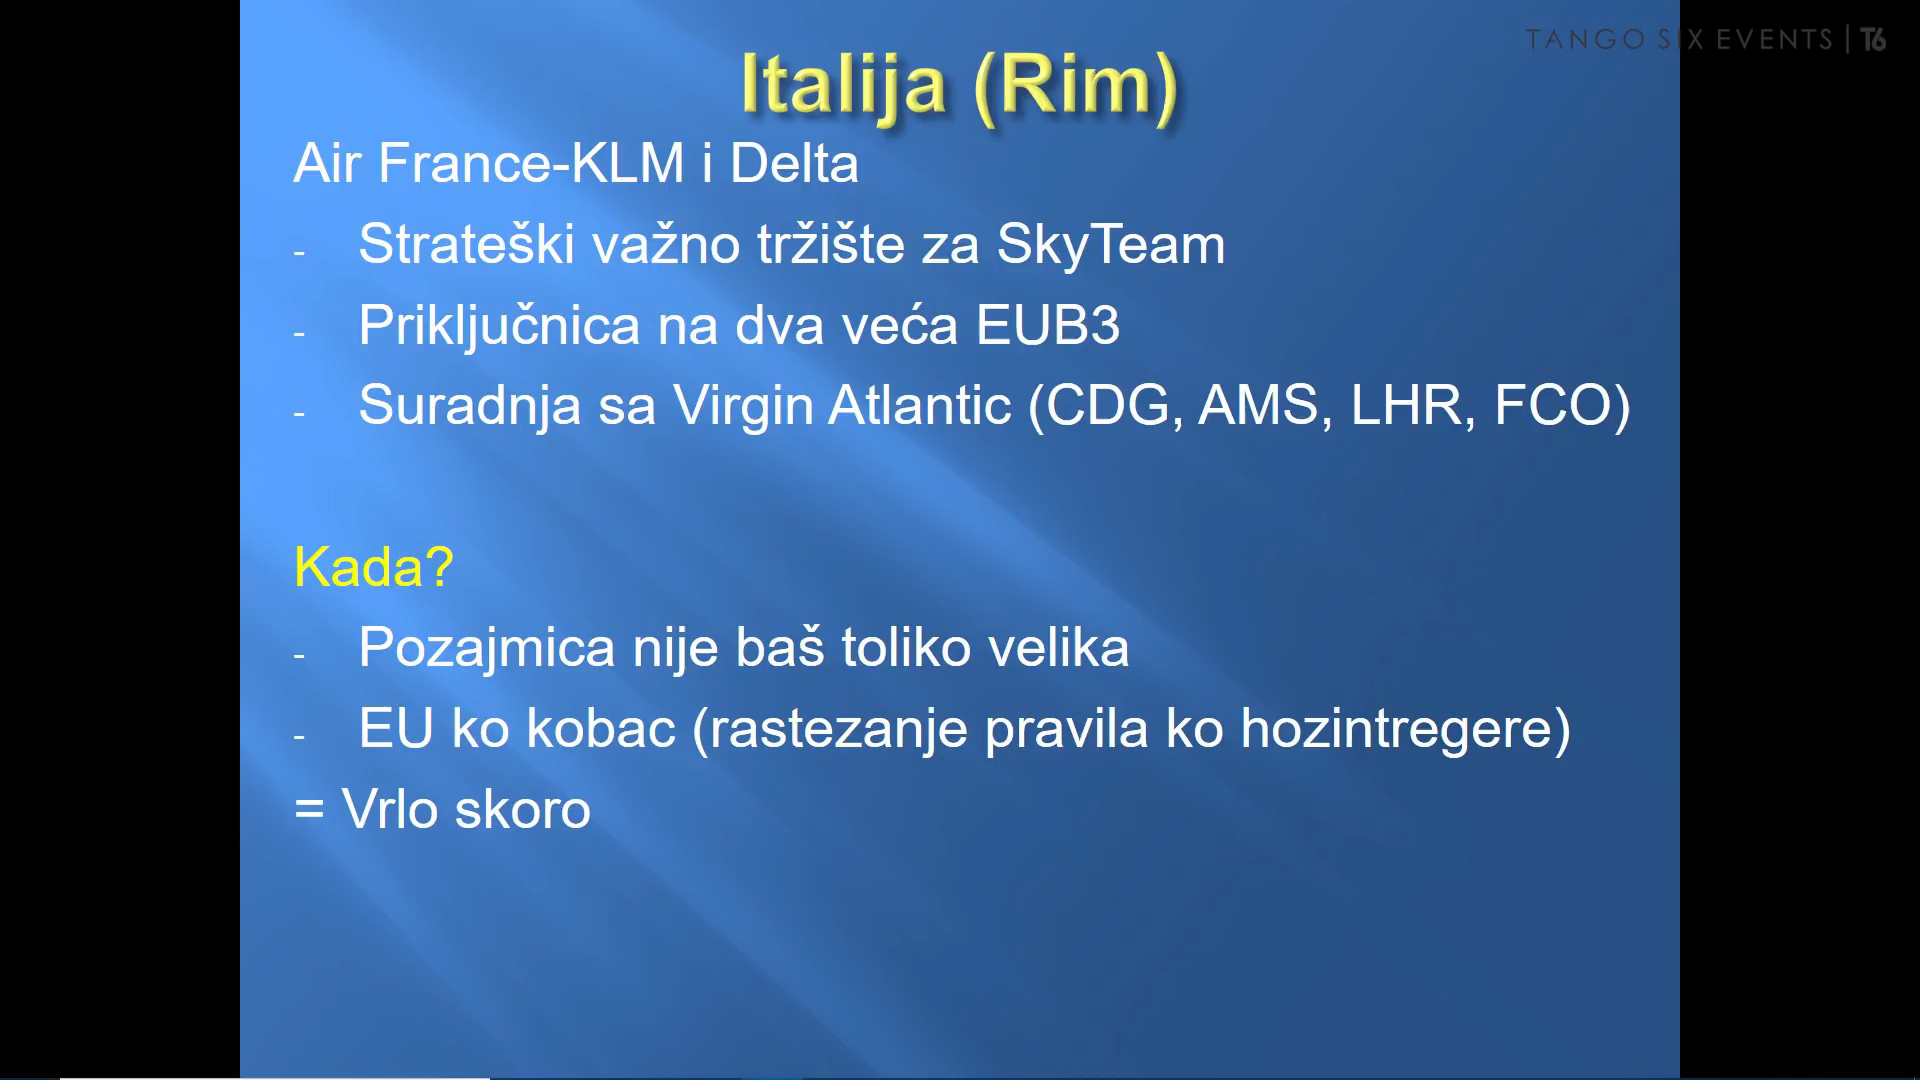 TANGO SIX EVENTS | T6
Italija (Rim)
Air France-KLM i Delta
- Strateški važno tržište za SkyTeam
- Priključnica na dva veća EUB3
- Suradnja sa Virgin Atlantic (CDG, AMS, LHR, FCO)
Kada?
- Pozajmica nije baš toliko velika
- EU ko kobac (rastezanje pravila ko hozintregere)
= Vrlo skoro